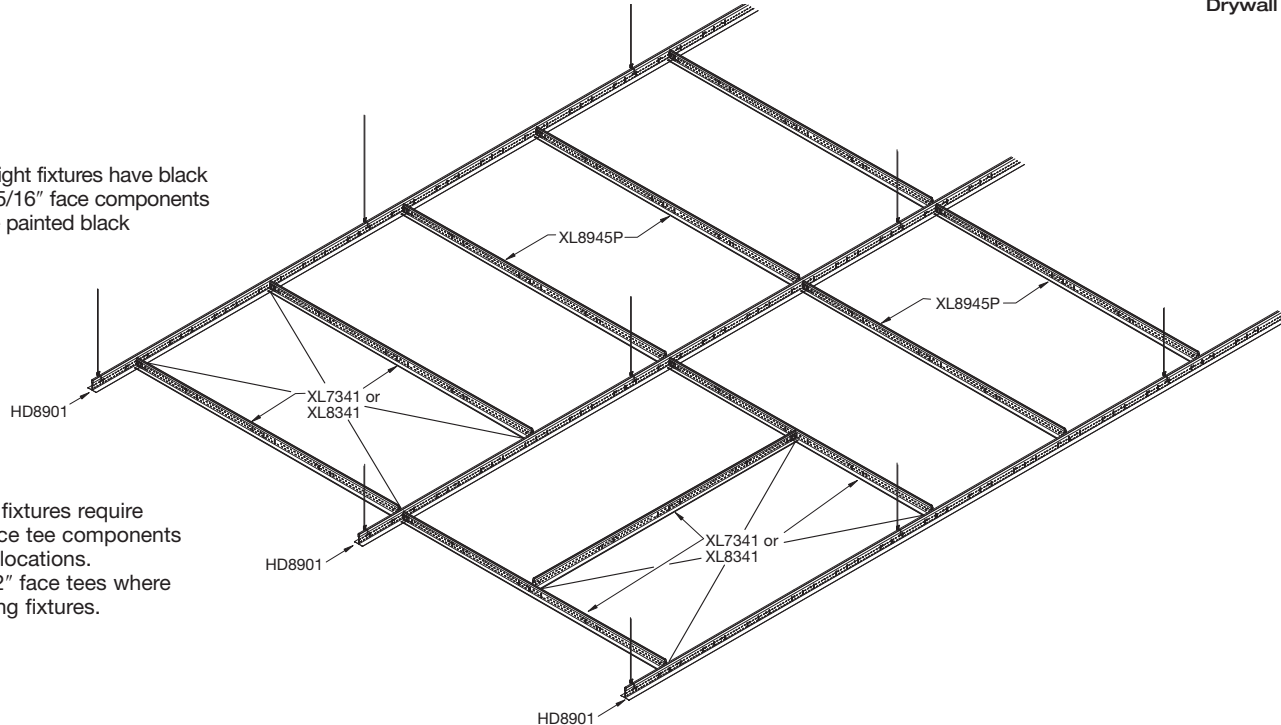 Drywall
ight fixtures have black
5/16″ face components
painted black
XL8945P
XL8945P
XL7341 or
XL8341
HD8901
fixtures require
ce tee components
locations.
2″ face tees where
ng fixtures.
XL7341 or
XL8341
HD8901
HD8901